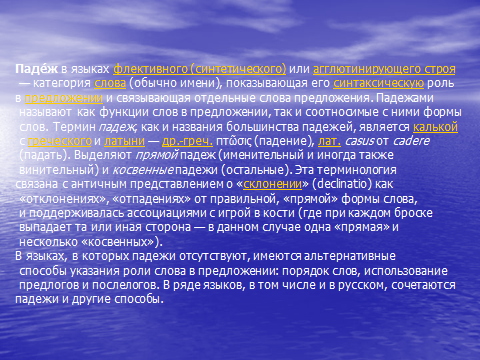 Паде́ж в языках флективного (синтетического) или агглютинирующего строя
— категория слова (обычно имени), показывающая его синтаксическую роль
в предложении и связывающая отдельные слова предложения. Падежами
называют как функции слов в предложении, так и соотносимые с ними формы
слов. Термин падеж, как и названия большинства падежей, является калькой
с греческого и латыни — др.-греч. πτῶσις (падение), лат. casus от cadere
(падать). Выделяют прямой падеж (именительный и иногда также
винительный) и косвенные падежи (остальные). Эта терминология
связана с античным представлением о «склонении» (declinatio) как
«отклонениях», «отпадениях» от правильной, «прямой» формы слова,
и поддерживалась ассоциациями с игрой в кости (где при каждом броске
выпадает та или иная сторона — в данном случае одна «прямая» и
несколько «косвенных»).
В языках, в которых падежи отсутствуют, имеются альтернативные
способы указания роли слова в предложении: порядок слов, использование
предлогов и послелогов. В ряде языков, в том числе и в русском, сочетаются
падежи и другие способы.